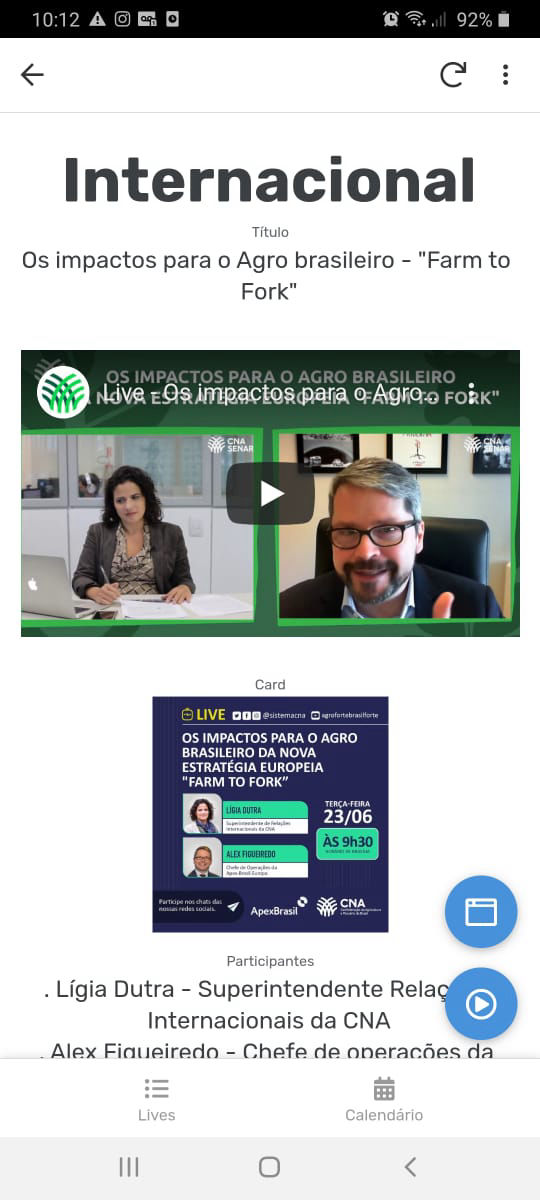 10:12
92%
Internacional
Título
Os impactos para o Agro brasileiro - "Farm to
Fork"
OS IMPACTOS PARA O AGRO BRASILEIRO
Live - Os impactos para o Agro...
A NOVA ESTRATÉGIA EUROPEIA "FARM TO FORK"
CNA
SENAR
CNA
SENAR
Card
LIVE
@sistemacna
agrofortebrasilforte
OS IMPACTOS PARA O AGRO
BRASILEIRO DA NOVA
ESTRATÉGIA EUROPEIA
"FARM TO FORK”
LÍGIA DUTRA
Superintendente de Relações
Internacionais da CNA
TERÇA-FEIRA
23/06
ÀS 9h30
HORÁRIO DE BRASÍLIA
ALEX FIGUEIREDO
Chefe de Operações da
Apex-Brasil Europa
Participe nos chats das
nossas redes sociais.
ApexBrasil
CNA
Participantes
. Lígia Dutra - Superintendente Relaç
Internacionais da CNA
. Alex Figueiredo - Chefe de operações da
Lives
Calendário